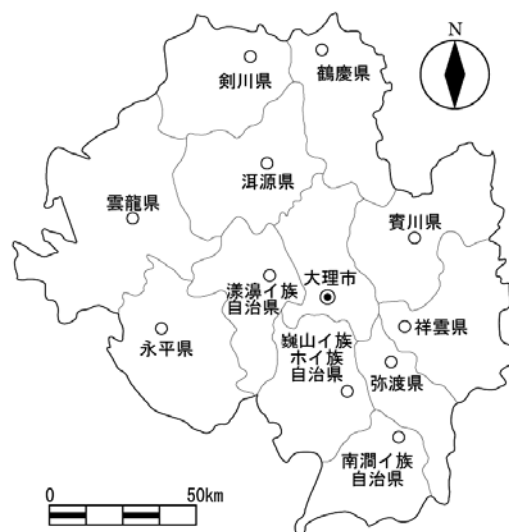 N
剣川県
鶴慶県
洱源県
雲龍県
賓川県
大理市
漾濞イ族
自治県
永平県
祥雲県
巍山イ族
ホイ族
自治県
弥渡県
南澗イ族
自治県
0 50km